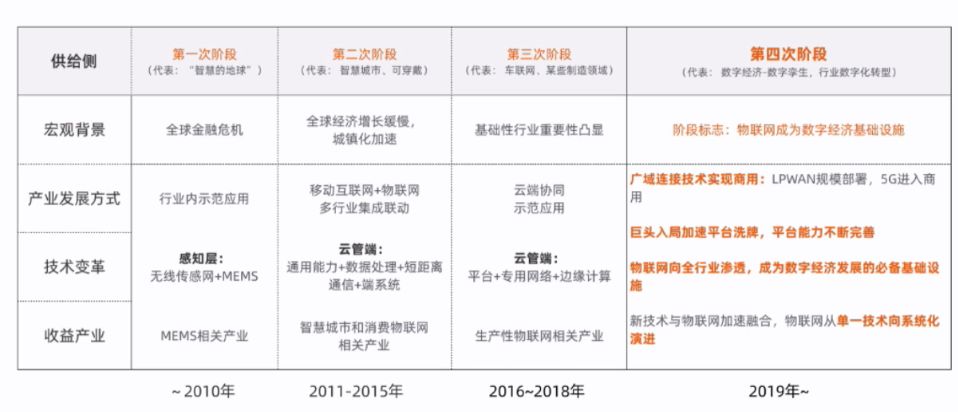 供给侧
第一次阶段
（代表：“智慧的地球”）
第二次阶段
（代表： 智慧城市、可穿戴）
第三次阶段
（代表： 车联网、某些制造领域）
第四次阶段
（代表： 数字经济-数字孪生，行业数字化转型）
宏观背景
全球金融危机
全球经济增长缓慢，
城镇化加速
基础性行业重要性凸显
阶段标志：物联网成为数字经济基础设施
产业发展方式
行业内示范应用
移动互联网+物联网
多行业集成联动
云端协同
示范应用
广域连接技术实现商用：LPWAN规模部署，5G进入商
用
巨头入局加速平台洗牌，平台能力不断完善
技术变革
感知层：
无线传感网+MEMS
云管端：
通用能力+数据处理+短距离
通信+端系统
云管端：
平台+专用网络+边缘计算
物联网向全行业渗透，成为数字经济发展的必备基础设
施
收益产业
MEMS相关产业
智慧城市和消费物联网
相关产业
生产性物联网相关产业
新技术与物联网加速融合，物联网从单一技术向系统化
演进
～2010年
2011-2015年
2016~2018年
2019年~